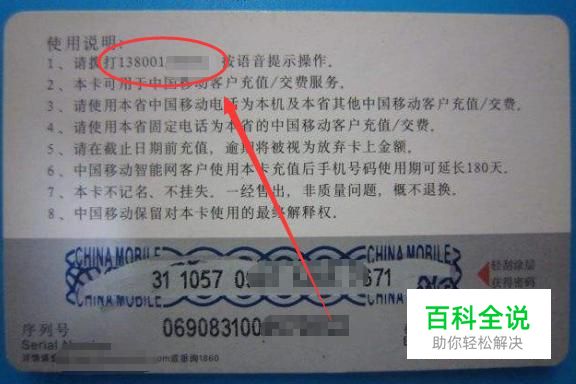 使用说明:
1、请拨打138001 按语音提示操作.
2、本卡可用于中国移动客户充值/交费服务.
3、请使用本省中国移动电话为本机及本省其他中国移动客户充值/交费.
4、请使用本省固定电话为本省的中国移动客户充值/交费.
5、请在截止日期前充值, 逾期将被视为放弃卡上金额.
6、中国移动智能网客户使用本卡充值后手机号码使用期可延长180天.
7、本卡不记名、不挂失. 一经售出, 非质量问题, 概不退换.
8、中国移动保留对本卡使用的最终解释权.
CHINA MOBILE CHINA MOBILE
31 1057 0 671
轻刮涂层
获得密码
CHINA MOBILE CHINA MOBILE
序列号 069083100
Serial
1860
百科全说
助你轻松解决